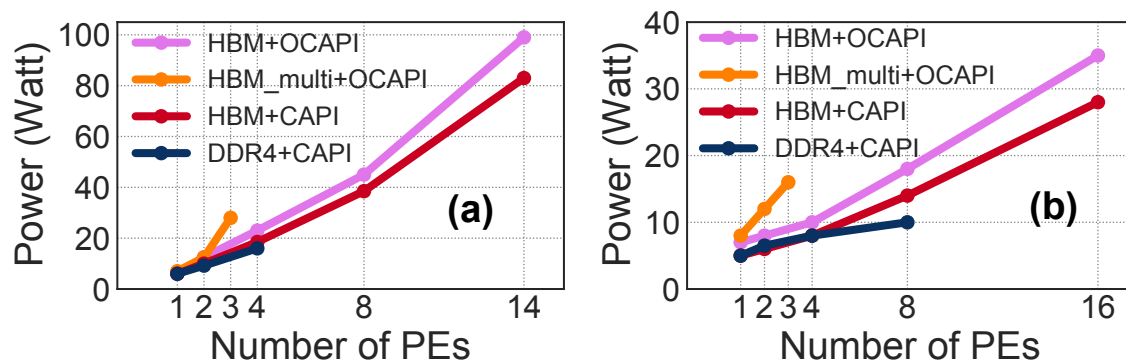 100
80
60
40
20
0
Power (Watt)
HBM+OCAPI
HBM_multi+OCAPI
HBM+CAPI
DDR4+CAPI
(a)
1 2 3 4 8 14
Number of PEs
40
30
20
10
0
Power (Watt)
HBM+OCAPI
HBM_multi+OCAPI
HBM+CAPI
DDR4+CAPI
(b)
1 2 3 4 8 16
Number of PEs